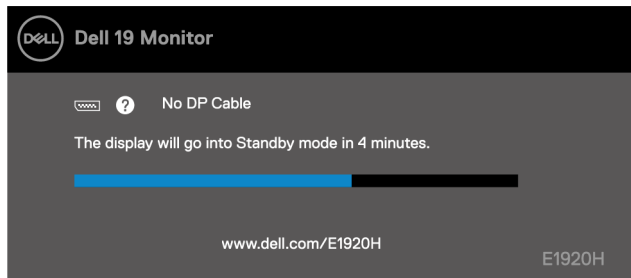 DELL Dell 19 Monitor
? No DP Cable
The display will go into Standby mode in 4 minutes.
www.dell.com/E1920H
E1920H